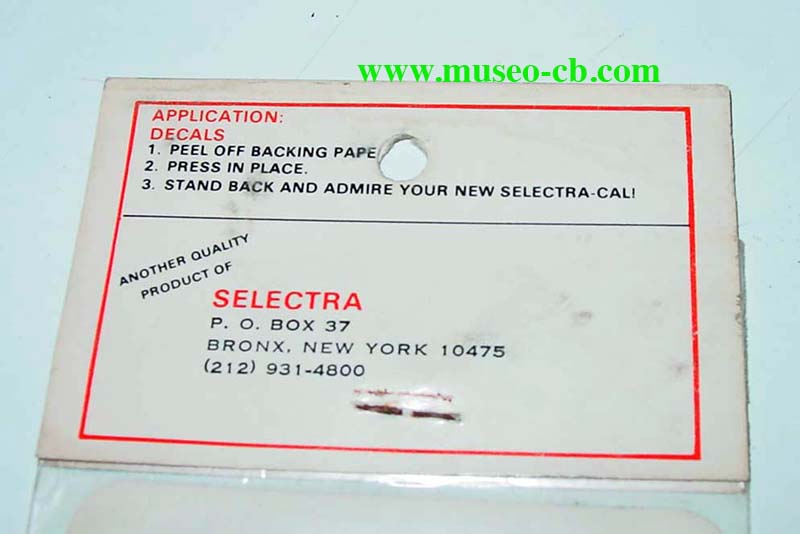 www.museo-cb.com
APPLICATION:
DECALS
1. PEEL OFF BACKING PAPE
2. PRESS IN PLACE.
3. STAND BACK AND ADMIRE YOUR NEW SELECTRA-CAL!
ANOTHER QUALITY
PRODUCT OF
SELECTRA
P. O. BOX 37
BRONX, NEW YORK 10475
(212) 931-4800